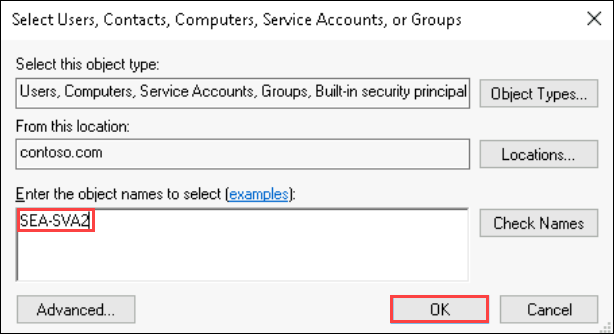 Select Users, Contacts, Computers, Service Accounts, or Groups
Select this object type:
Users, Computers, Service Accounts, Groups, Built-in security principal
Object Types...
From this location:
contoso.com
Locations...
Enter the object names to select (examples):
SEA-SVA2
Check Names
Advanced...
OK
Cancel